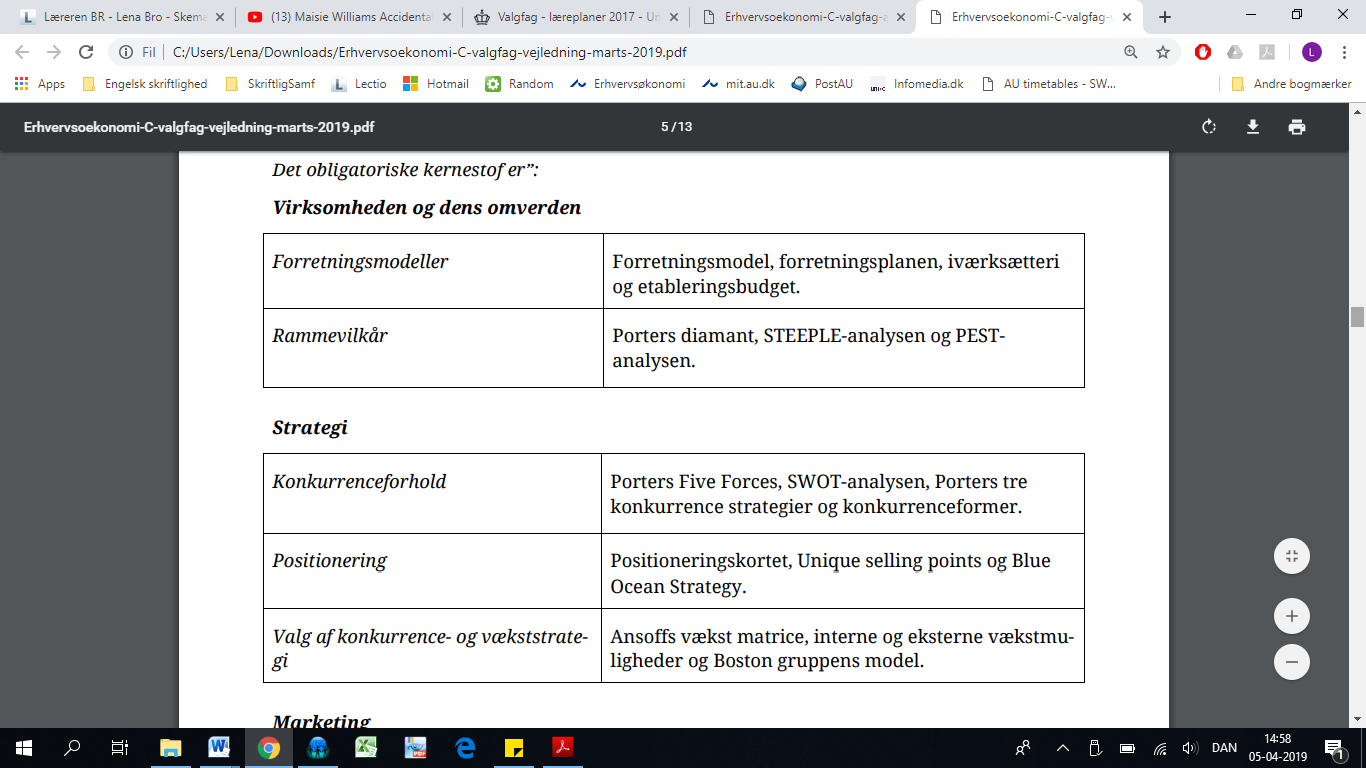 Læreren BR - Lena Bro - Skema
(13) Maisie Williams Accidental
Valgfag - læreplaner 2017 - Un
Erhvervsoekonomi-C-valgfag-a
Erhvervsoekonomi-C-valgfag-v
Fil
C:/Users/Lena/Downloads/Erhvervsoekonomi-C-valgfag-vejledning-marts-2019.pdf
L
Apps
Engelsk skriftlighed
SkriftligSamf
Lectio
Hotmail
Random
Erhvervsøkonomi
mit.au.dk
PostAU
Infomedia.dk
AU timetables - SW...
Andre bogmærker
Erhvervsoekonomi-C-valgfag-vejledning-marts-2019.pdf
5 / 13
Det obligatoriske kernestof er”:
Virksomheden og dens omverden
Forretningsmodeller
Forretningsmodel, forretningsplanen, iværksætteri
og etableringsbudget.
Rammevilkår
Porters diamant, STEEPLE-analysen og PEST-
analysen.
Strategi
Konkurrenceforhold
Porters Five Forces, SWOT-analysen, Porters tre
konkurrence strategier og konkurrenceformer.
Positionering
Positioneringskortet, Unique selling points og Blue
Ocean Strategy.
Valg af konkurrence- og vækststrate-
gi
Ansoffs vækst matrice, interne og eksterne vækstmu-
ligheder og Boston gruppens model.
Marketing
DAN
14:58
05-04-2019
1